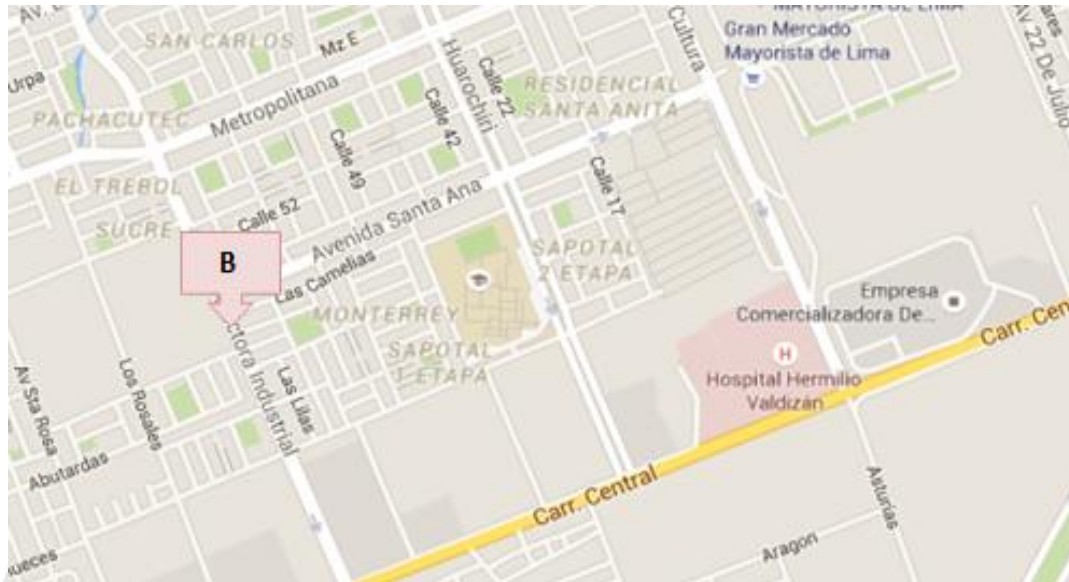 MAYORISTA DE LIMA
Gran Mercado
Mayorista de Lima
SAN CARLOS
Mz E
Huarochiri
Calle 22
Cultura
AV 22 De Julio
Urpa
PACHACUTEC
Metropolitana
Calle 42
RESIDENCIAL
SANTA ANITA
Calle 49
EL TREBOL
Calle 17
SUCRE
Calle 52
Avenida Santa Ana
B
Las Camelias
SAPOTAL
2 ETAPA
MONTERREY
Empresa
Comercializadora De...
Carr. Cen
ctora Industrial
SAPOTAL
1 ETAPA
H
Hospital Hermilio
Valdizán
Av Sta Rosa
Los Rosales
Las Lilas
Abutardas
Carr. Central
Asturias
Aragon
ueces